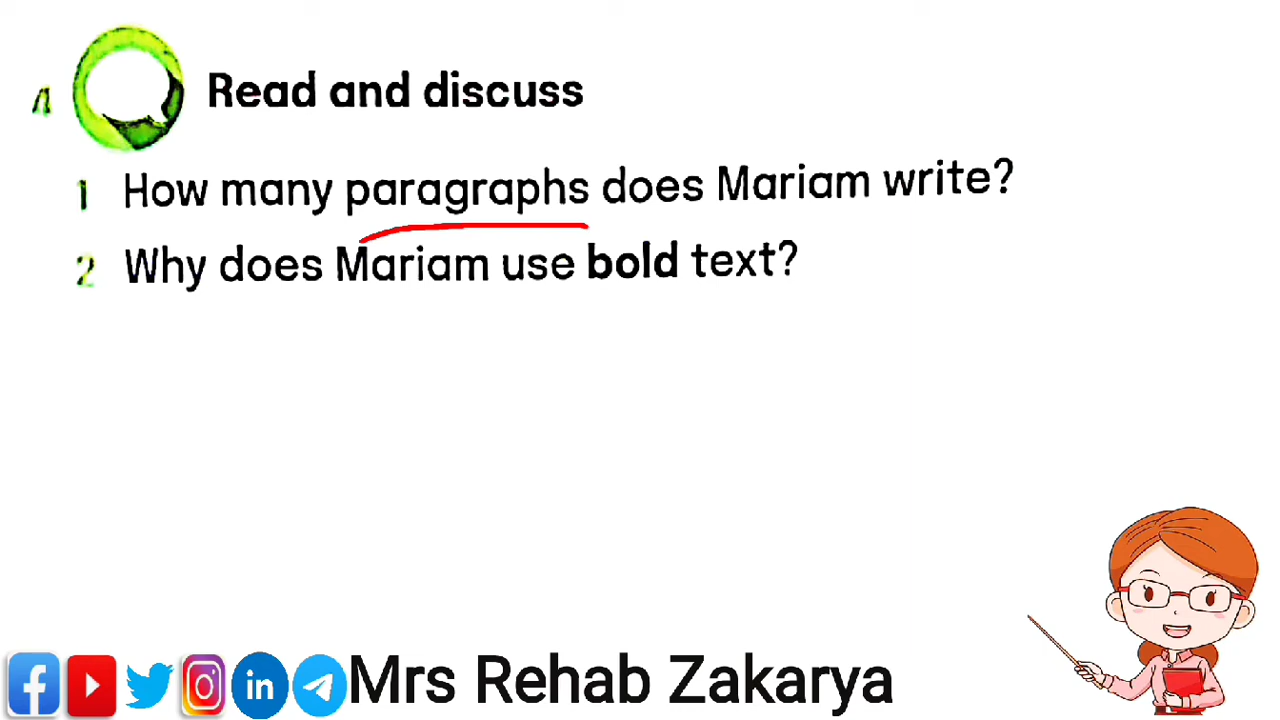 4 Read and discuss
1 How many paragraphs does Mariam write?
2 Why does Mariam use bold text?
Mrs Rehab Zakarya